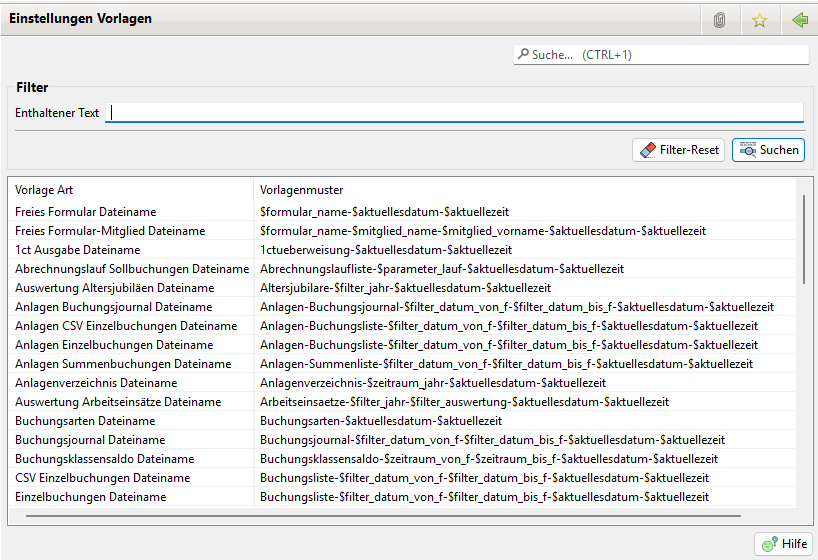 Einstellungen Vorlagen
Suche... (CTRL+1)
Filter
Enthaltener Text
Filter-Reset Suchen
Vorlage Art Vorlagenmuster
Freies Formular Dateiname $formular_name-$aktuellesdatum-$aktuellezeit
Freies Formular-Mitglied Dateiname $formular_name-$mitglied_name-$mitglied_vorname-$aktuellesdatum-$aktuellezeit
1ct Ausgabe Dateiname 1ctueberweisung-$aktuellesdatum-$aktuellezeit
Abrechnungslauf Sollbuchungen Dateiname Abrechnungslaufliste-$parameter_lauf-$aktuellesdatum-$aktuellezeit
Auswertung Altersjubiläen Dateiname Altersjubilare-$filter_jahr-$aktuellesdatum-$aktuellezeit
Anlagen Buchungsjournal Dateiname Anlagen-Buchungsjournal-$filter_datum_von_f-$filter_datum_bis_f-$aktuellesdatum-$aktuellezeit
Anlagen CSV Einzelbuchungen Dateiname Anlagen-Buchungsliste-$filter_datum_von_f-$filter_datum_bis_f-$aktuellesdatum-$aktuellezeit
Anlagen Einzelbuchungen Dateiname Anlagen-Buchungsliste-$filter_datum_von_f-$filter_datum_bis_f-$aktuellesdatum-$aktuellezeit
Anlagen Summenbuchungen Dateiname Anlagen-Summenliste-$filter_datum_von_f-$filter_datum_bis_f-$aktuellesdatum-$aktuellezeit
Anlagenverzeichnis Dateiname Anlagenverzeichnis-$zeitraum_jahr-$aktuellesdatum-$aktuellezeit
Auswertung Arbeitseinsätze Dateiname Arbeitseinsaetze-$filter_jahr-$filter_auswertung-$aktuellesdatum-$aktuellezeit
Buchungsarten Dateiname Buchungsarten-$aktuellesdatum-$aktuellezeit
Buchungsjournal Dateiname Buchungsjournal-$filter_datum_von_f-$filter_datum_bis_f-$aktuellesdatum-$aktuellezeit
Buchungsklassensaldo Dateiname Buchungsklassensaldo-$zeitraum_von_f-$zeitraum_bis_f-$aktuellesdatum-$aktuellezeit
CSV Einzelbuchungen Dateiname Buchungsliste-$filter_datum_von_f-$filter_datum_bis_f-$aktuellesdatum-$aktuellezeit
Einzelbuchungen Dateiname Buchungsliste-$filter_datum_von_f-$filter_datum_bis_f-$aktuellesdatum-$aktuellezeit
Hilfe